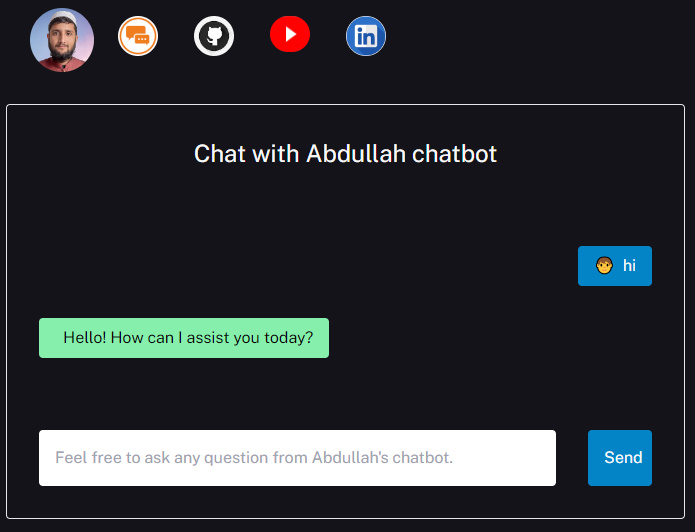 in
Chat with Abdullah chatbot
hi
Hello! How can I assist you today?
Feel free to ask any question from Abdullah's chatbot.
Send